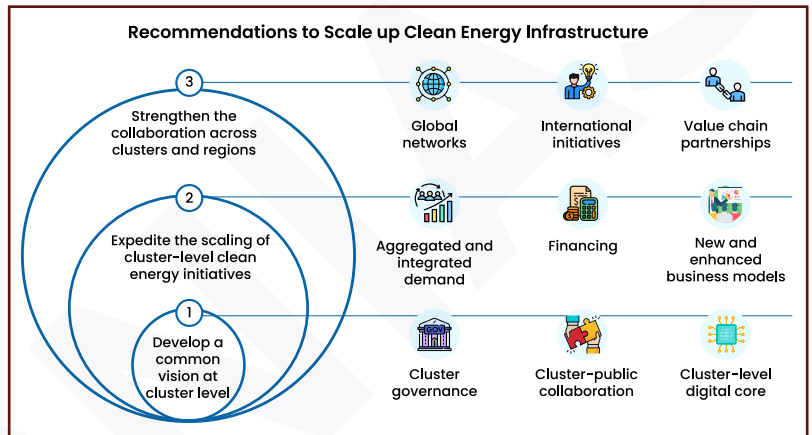 Recommendations to Scale up Clean Energy Infrastructure
3
Strengthen the
collaboration across
clusters and regions
Global
networks
International
initiatives
Value chain
partnerships
2
Expedite the scaling of
cluster-level clean
energy initiatives
Aggregated and
integrated
demand
Financing
New and
enhanced
business models
1
Develop a
common
vision at
cluster level
GOV
Cluster
governance
Cluster-public
collaboration
Cluster-level
digital core